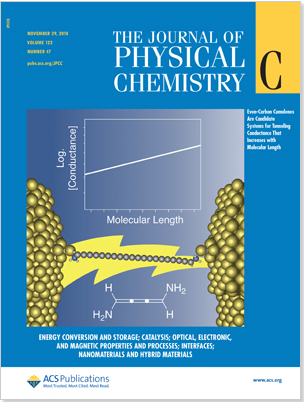 NOVEMBER 29, 2018
VOLUME 122
NUMBER 47
pubs.acs.org/JPCC
THE JOURNAL OF
PHYSICAL
CHEMISTRY
C
Even-Carbon Cumulenes
Are Candidate
Systems for Tunneling
Conductance That
Increases with
Molecular Length
Log.
[Conductance]
Molecular Length
H
NH2
H2N
H
ENERGY CONVERSION AND STORAGE; CATALYSIS; OPTICAL, ELECTRONIC,
AND MAGNETIC PROPERTIES AND PROCESSES; INTERFACES;
NANOMATERIALS AND HYBRID MATERIALS
ACS Publications
Most Trusted. Most Cited. Most Read.
www.acs.org